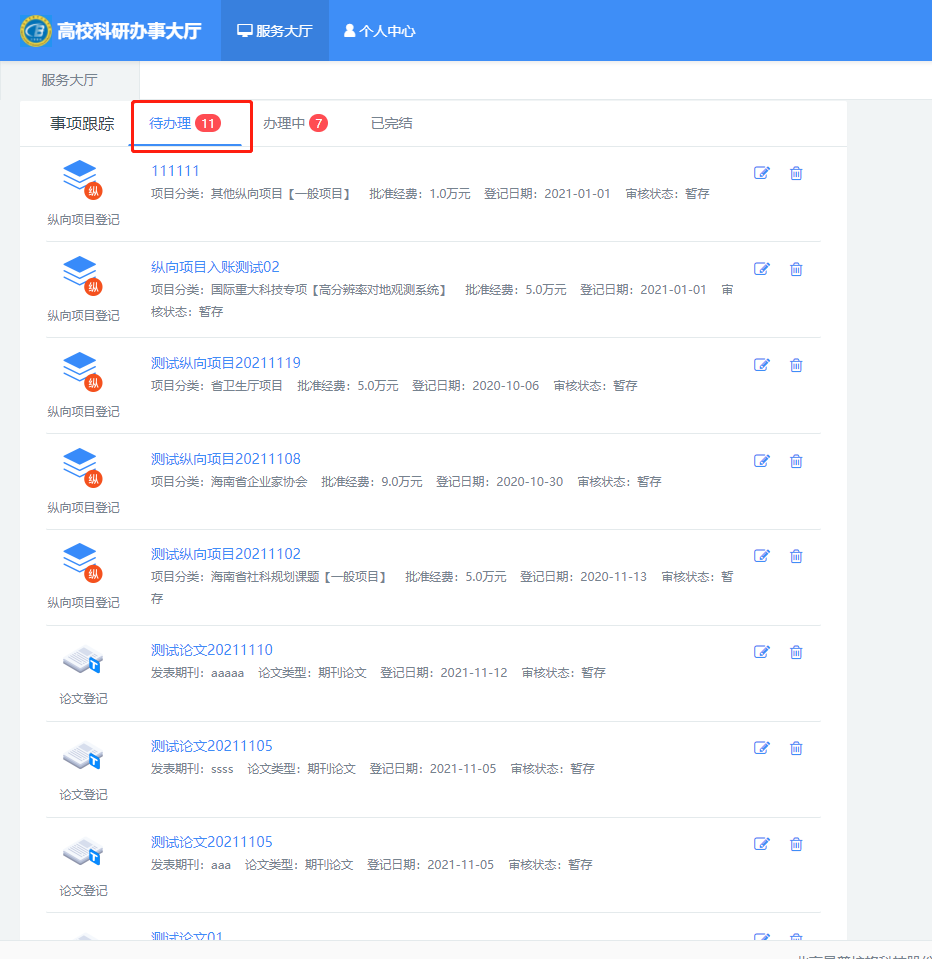 高校科研办事大厅 服务大厅 个人中心
服务大厅
事项跟踪 待办理 11 办理中 7 已完结
纵
纵向项目登记
111111
项目分类：其他纵向项目【一般项目】 批准经费：1.0万元 登记日期：2021-01-01 审核状态：暂存
纵
纵向项目登记
纵向项目入账测试02
项目分类：国际重大科技专项【高分辨率对地观测系统】 批准经费：5.0万元 登记日期：2021-01-01 审
核状态：暂存
纵
纵向项目登记
测试纵向项目20211119
项目分类：省卫生厅项目 批准经费：5.0万元 登记日期：2020-10-06 审核状态：暂存
纵
纵向项目登记
测试纵向项目20211108
项目分类：海南省企业家协会 批准经费：9.0万元 登记日期：2020-10-30 审核状态：暂存
纵
纵向项目登记
测试纵向项目20211102
项目分类：海南省社科规划课题【一般项目】 批准经费：5.0万元 登记日期：2020-11-13 审核状态：暂
存
T
论文登记
测试论文20211110
发表期刊：aaaaa 论文类型：期刊论文 登记日期：2021-11-12 审核状态：暂存
T
论文登记
测试论文20211105
发表期刊：ssss 论文类型：期刊论文 登记日期：2021-11-05 审核状态：暂存
T
论文登记
测试论文20211105
发表期刊：aaa 论文类型：期刊论文 登记日期：2021-11-05 审核状态：暂存
测试论文01